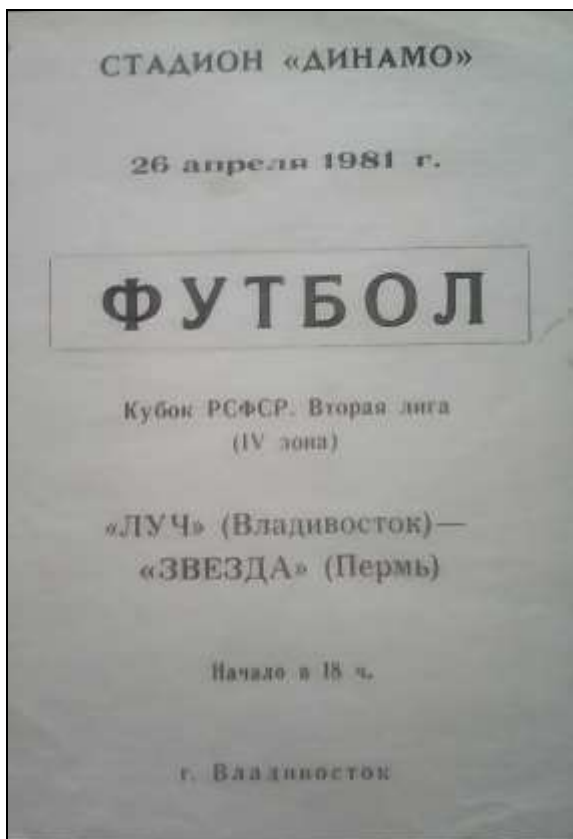 СТАДИОН «ДИНАМО»
26 апреля 1981 г.
ФУТБОЛ
Кубок РСФСР. Вторая лига
(IV зона)
«ЛУЧ» (Владивосток)—
«ЗВЕЗДА» (Пермь)
Начало в 18 ч.
г. Владивосток